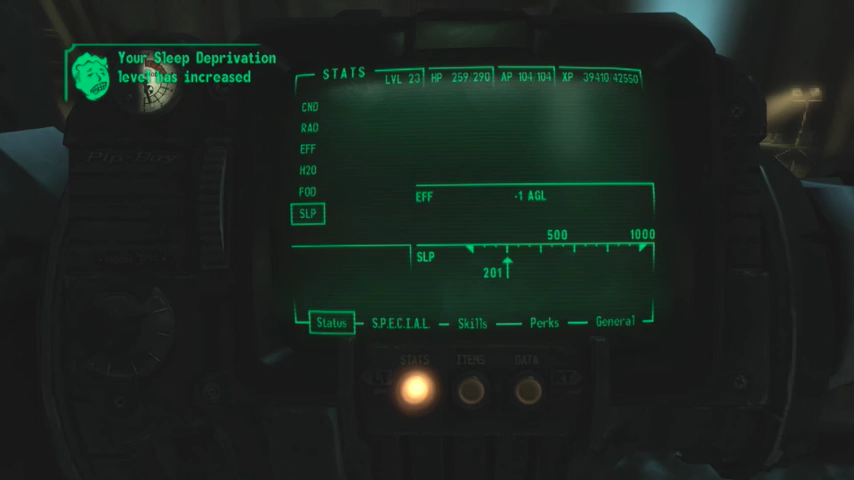 Your Sleep Deprivation
level has increased
STATS LVL 23 HP 259/290 AP 104/104 XP 39410/42550
CND
RAD
EFF
H2O
FOD
SLP
EFF -1 AGL
500 1000
SLP
201
Status S.P.E.C.I.A.L. Skills Perks General
STATS ITEMS DATA
Pip-Boy